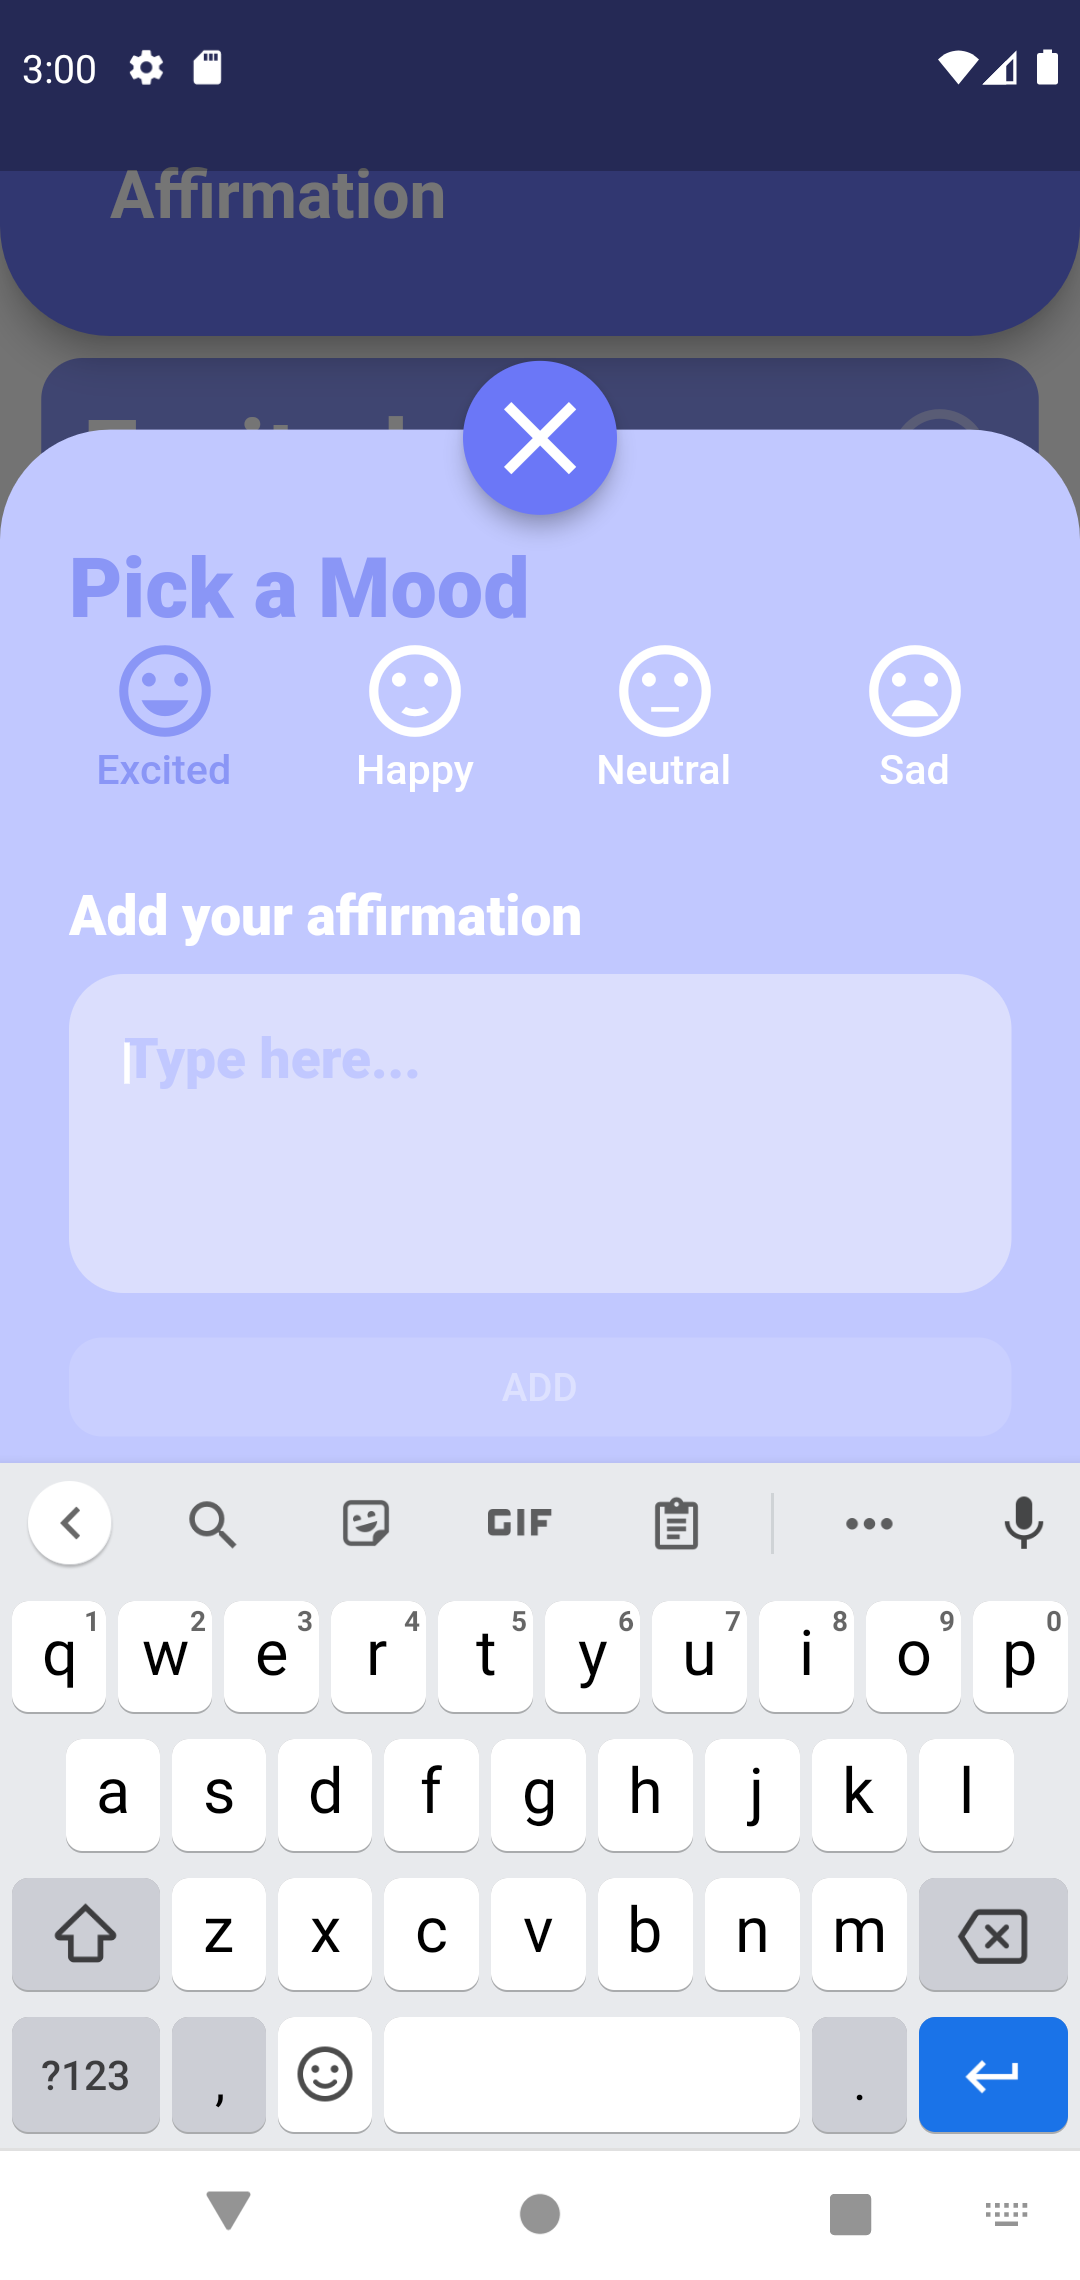 3:00
Affirmation
Pick a Mood
Excited Happy Neutral Sad
Add your affirmation
Type here...
ADD
GIF
1 2 3 4 5 6 7 8 9 0
q w e r t y u i o p
a s d f g h j k l
z x c v b n m
?123 , .